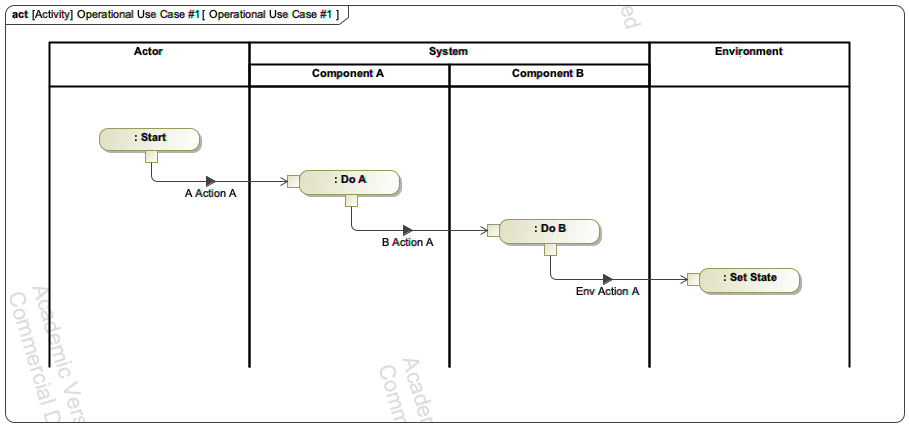 act [Activity] Operational Use Case #1 [ Operational Use Case #1 ]
Actor
System
Environment
Component A
Component B
: Start
A Action A
: Do A
B Action A
: Do B
Env Action A
: Set State
Academic Vers
Commercial D
Acade
Comm
ed